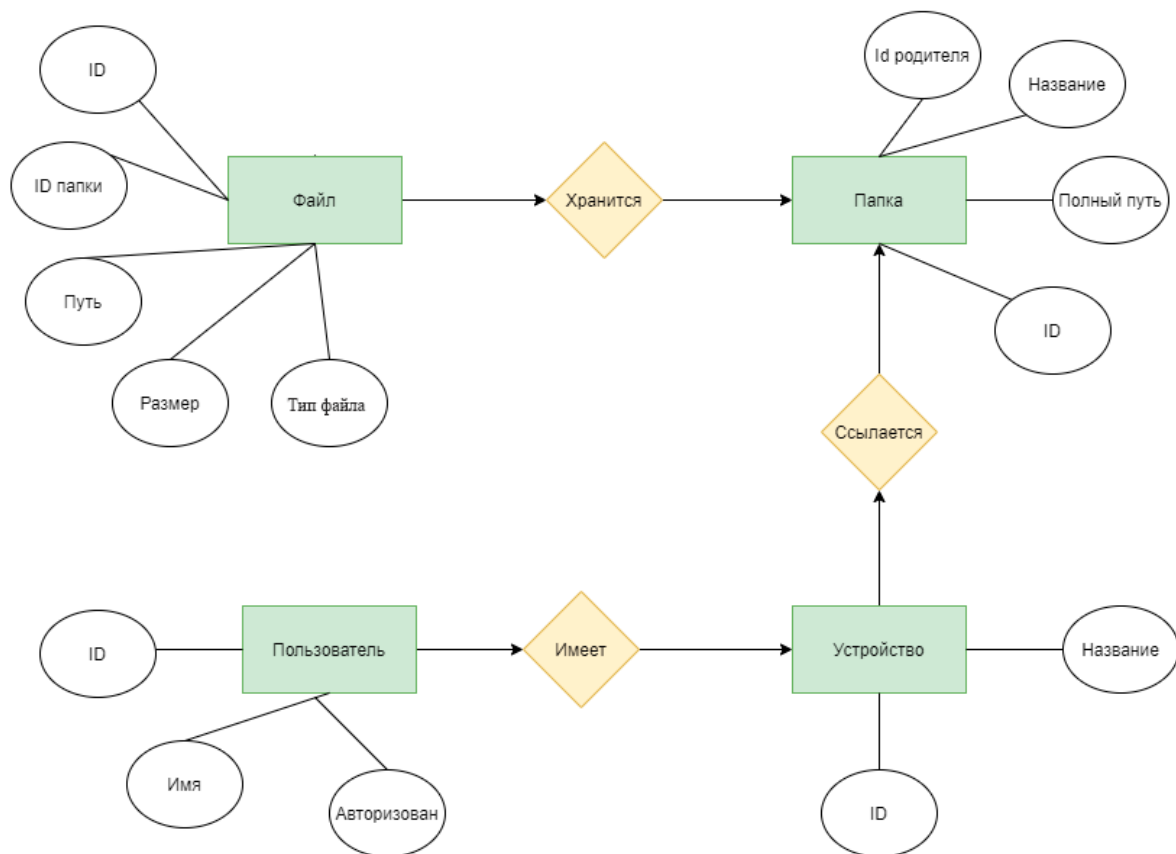 Id родителя
ID
Название
ID папки
Файл
Хранится
Папка
Полный путь
Путь
ID
Размер
Тип файла
Ссылается
ID
Пользователь
Имеет
Устройство
Название
Имя
Авторизован
ID